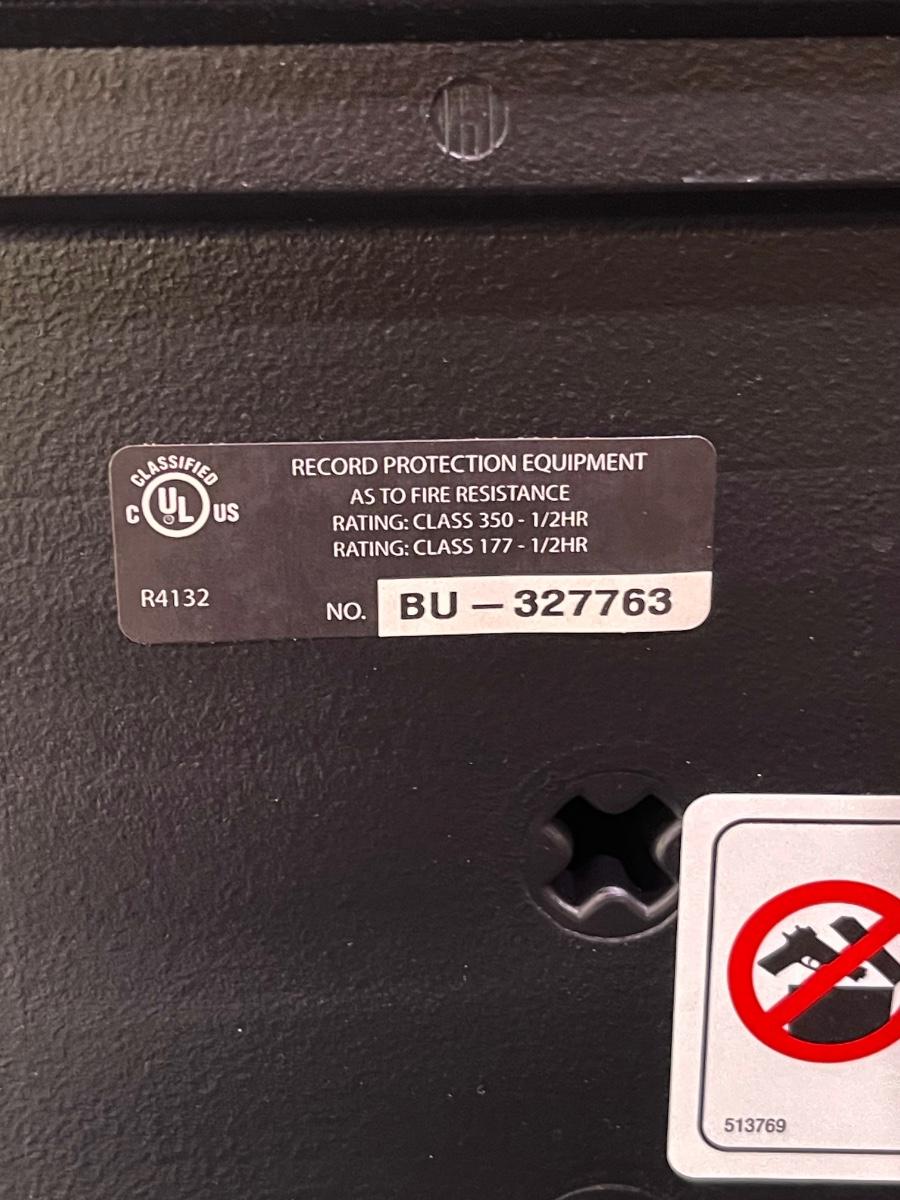 CLASSIFIED
C UL US
RECORD PROTECTION EQUIPMENT
AS TO FIRE RESISTANCE
RATING: CLASS 350 - 1/2HR
RATING: CLASS 177 - 1/2HR
R4132
NO. BU — 327763
513769